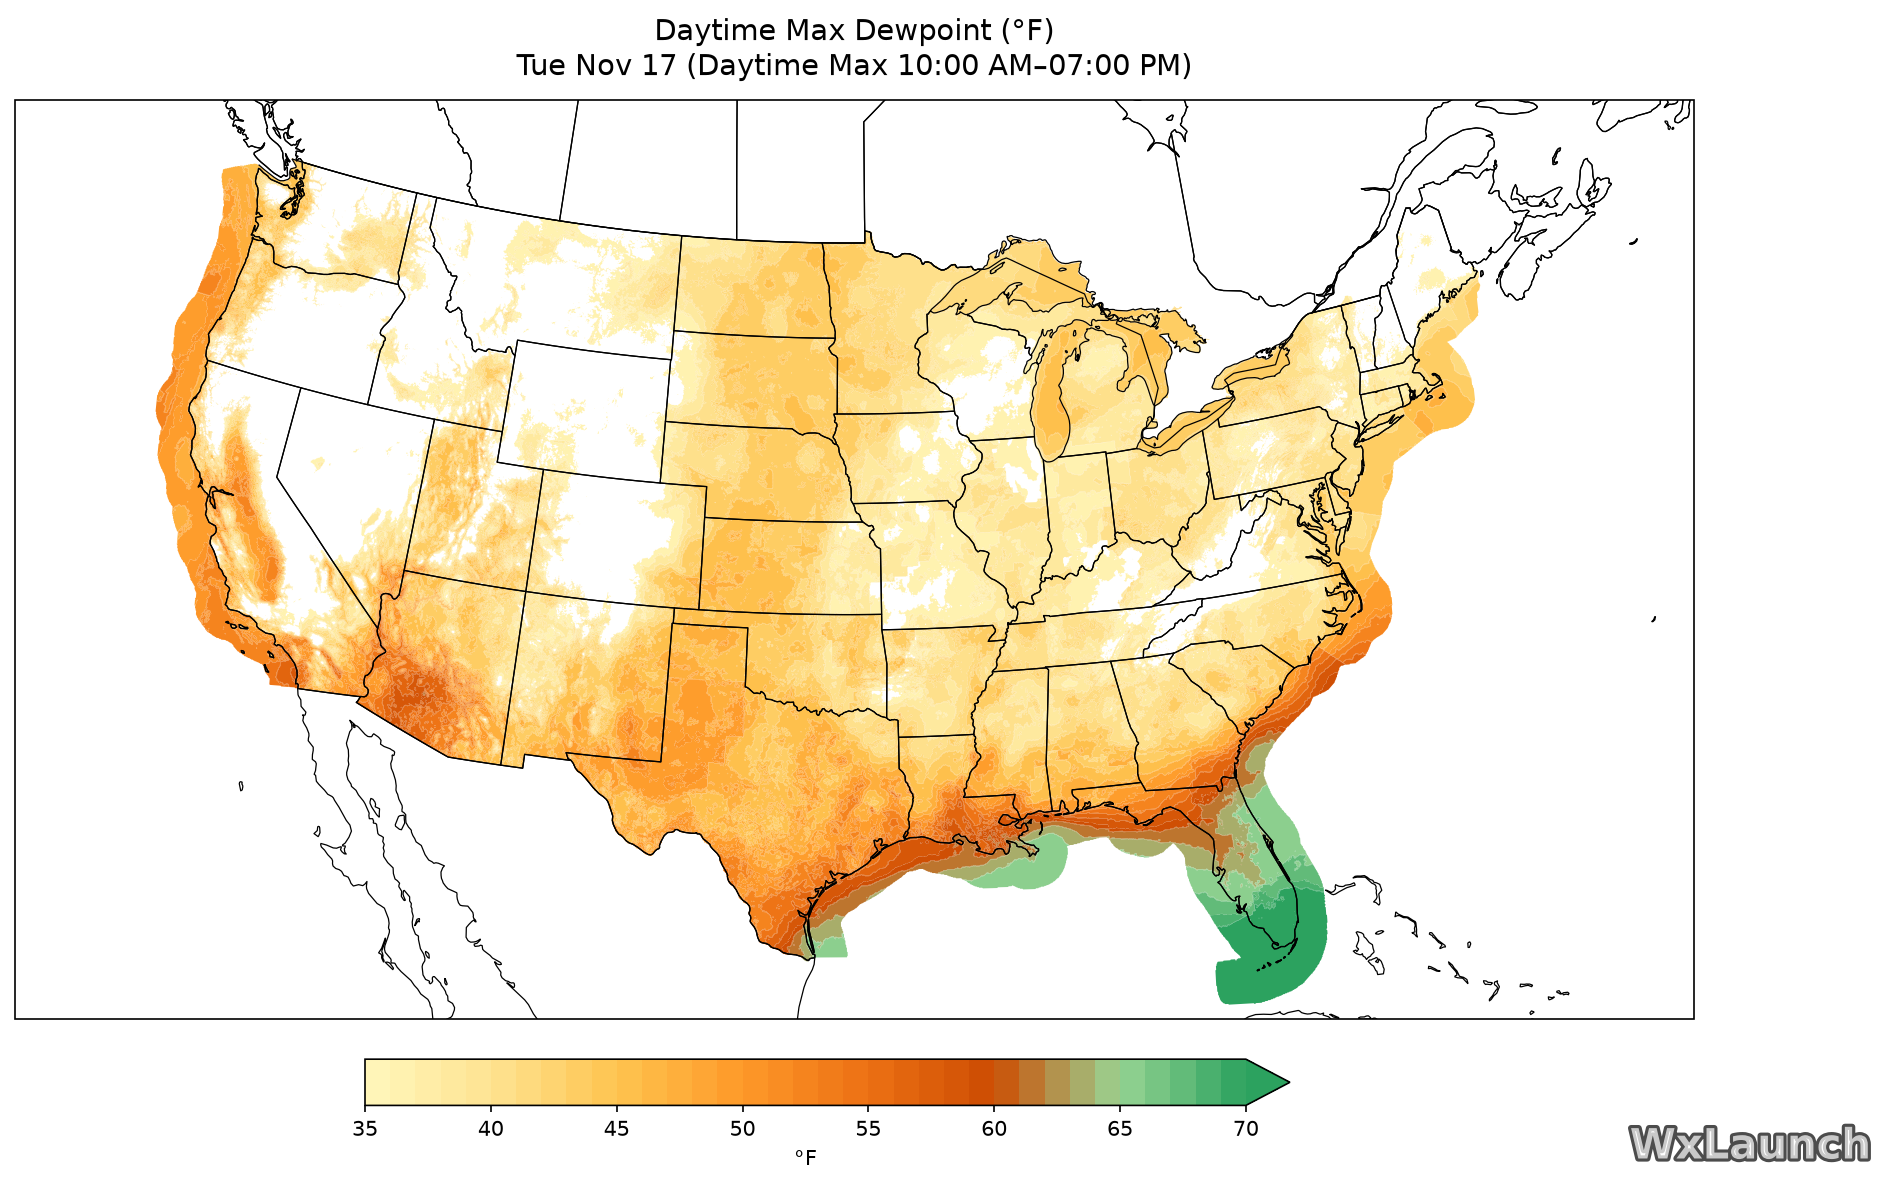 Daytime Max Dewpoint (°F)
Tue Nov 17 (Daytime Max 10:00 AM–07:00 PM)
35 40 45 50 55 60 65 70
°F
WxLaunch